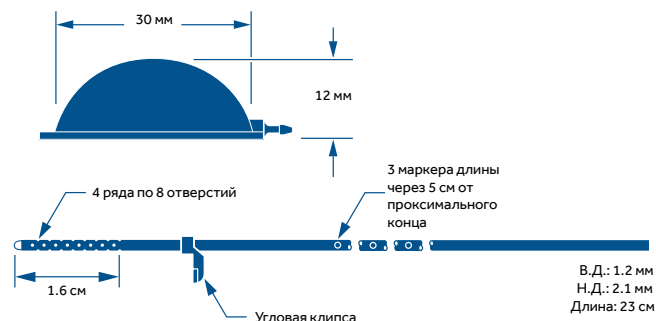 30 мм
12 мм
4 ряда по 8 отверстий
3 маркера длины
через 5 см от
проксимального
конца
1.6 см
Угловая клипса
В.Д.: 1.2 мм
Н.Д.: 2.1 мм
Длина: 23 см